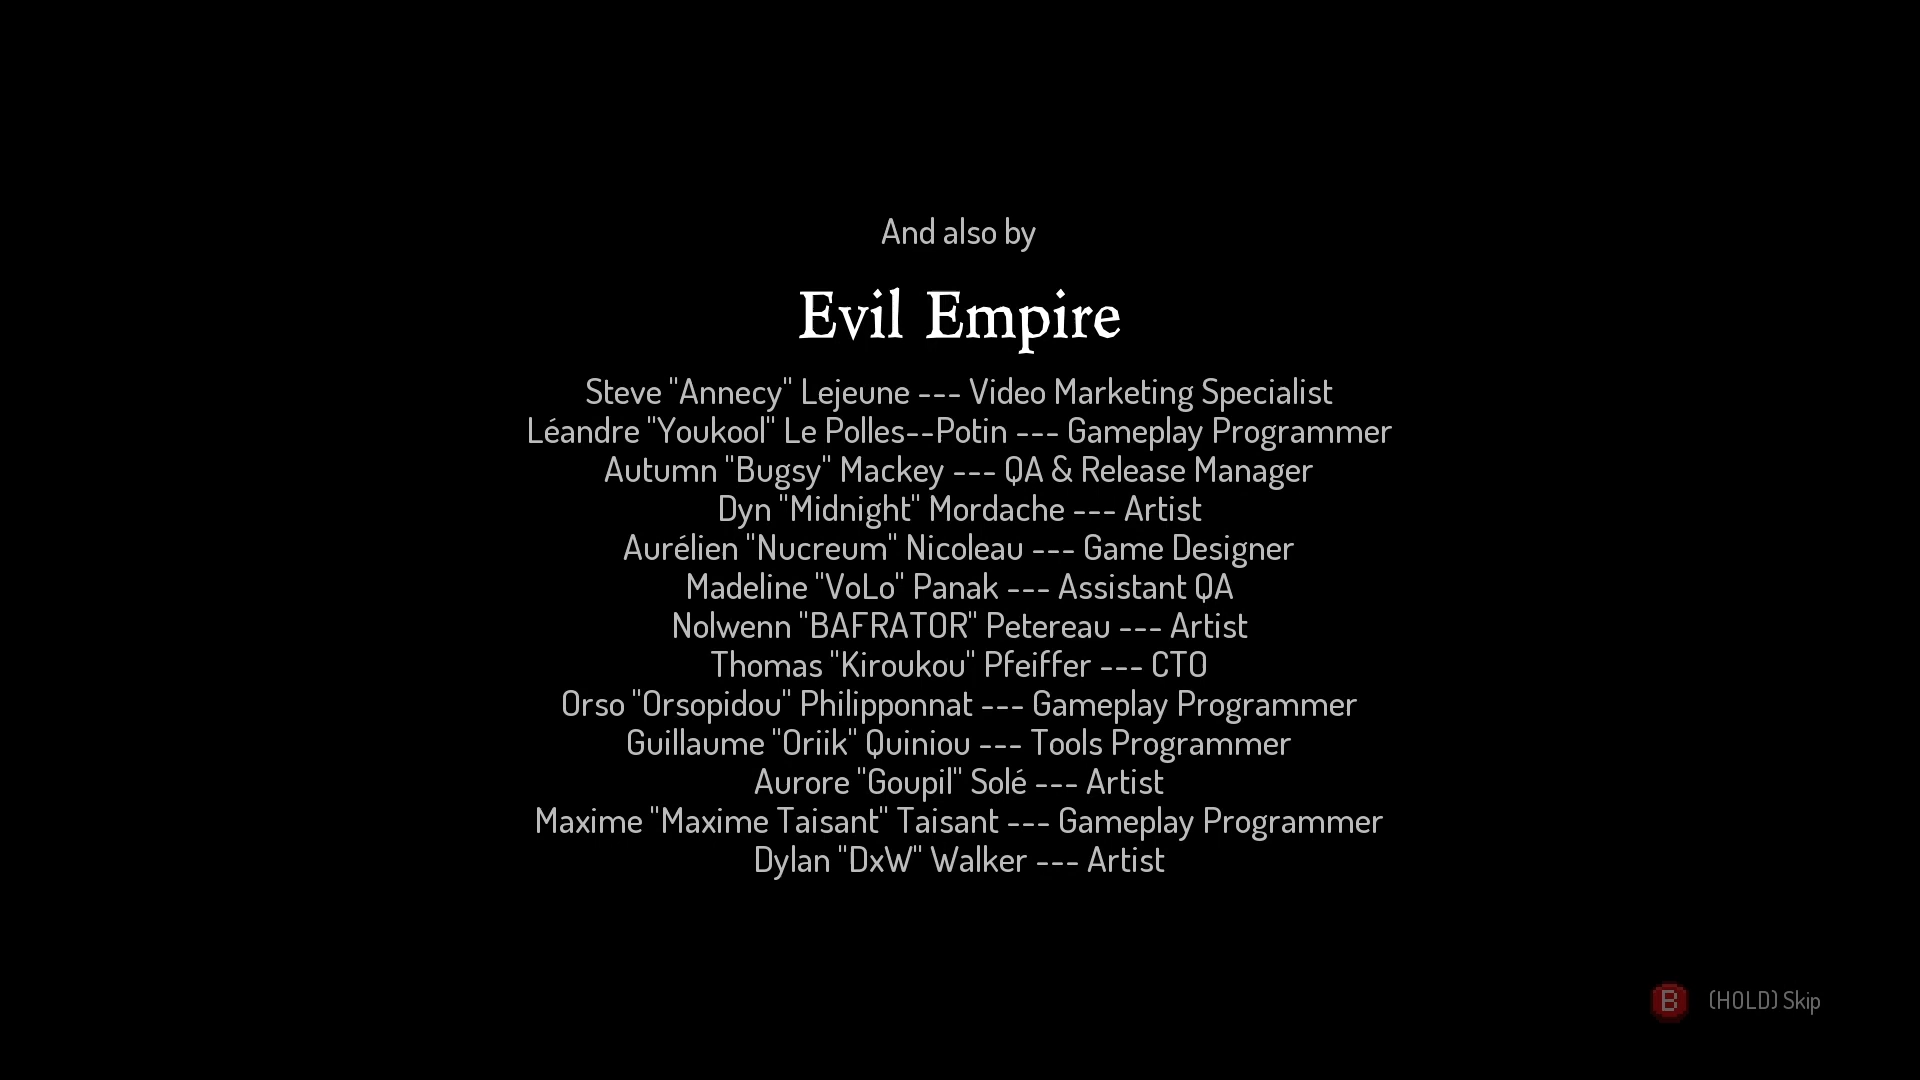 And also by
Evil Empire
Steve "Annecy" Lejeune --- Video Marketing Specialist
Léandre "Youkool" Le Polles--Potin --- Gameplay Programmer
Autumn "Bugsy" Mackey --- QA & Release Manager
Dyn "Midnight" Mordache --- Artist
Aurélien "Nucreum" Nicoleau --- Game Designer
Madeline "VoLo" Panak --- Assistant QA
Nolwenn "BAFRATOR" Petereau --- Artist
Thomas "Kiroukou" Pfeiffer --- CTO
Orso "Orsopidou" Philipponnat --- Gameplay Programmer
Guillaume "Oriik" Quiniou --- Tools Programmer
Aurore "Goupil" Solé --- Artist
Maxime "Maxime Taisant" Taisant --- Gameplay Programmer
Dylan "DxW" Walker --- Artist
B (HOLD) Skip